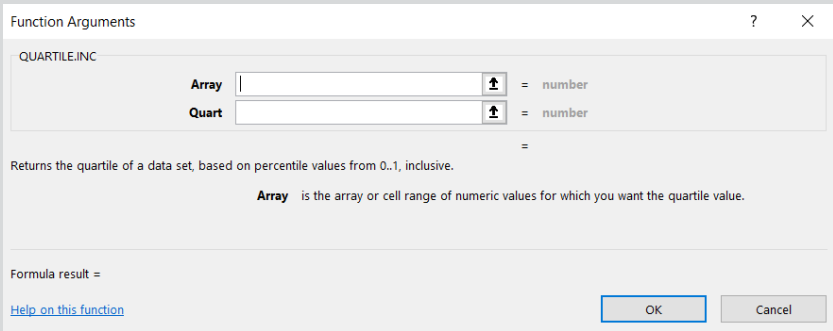 Function Arguments ? ×
QUARTILE.INC
Array = number
Quart = number
=
Returns the quartile of a data set, based on percentile values from 0..1, inclusive.
Array is the array or cell range of numeric values for which you want the quartile value.
Formula result =
Help on this function OK Cancel